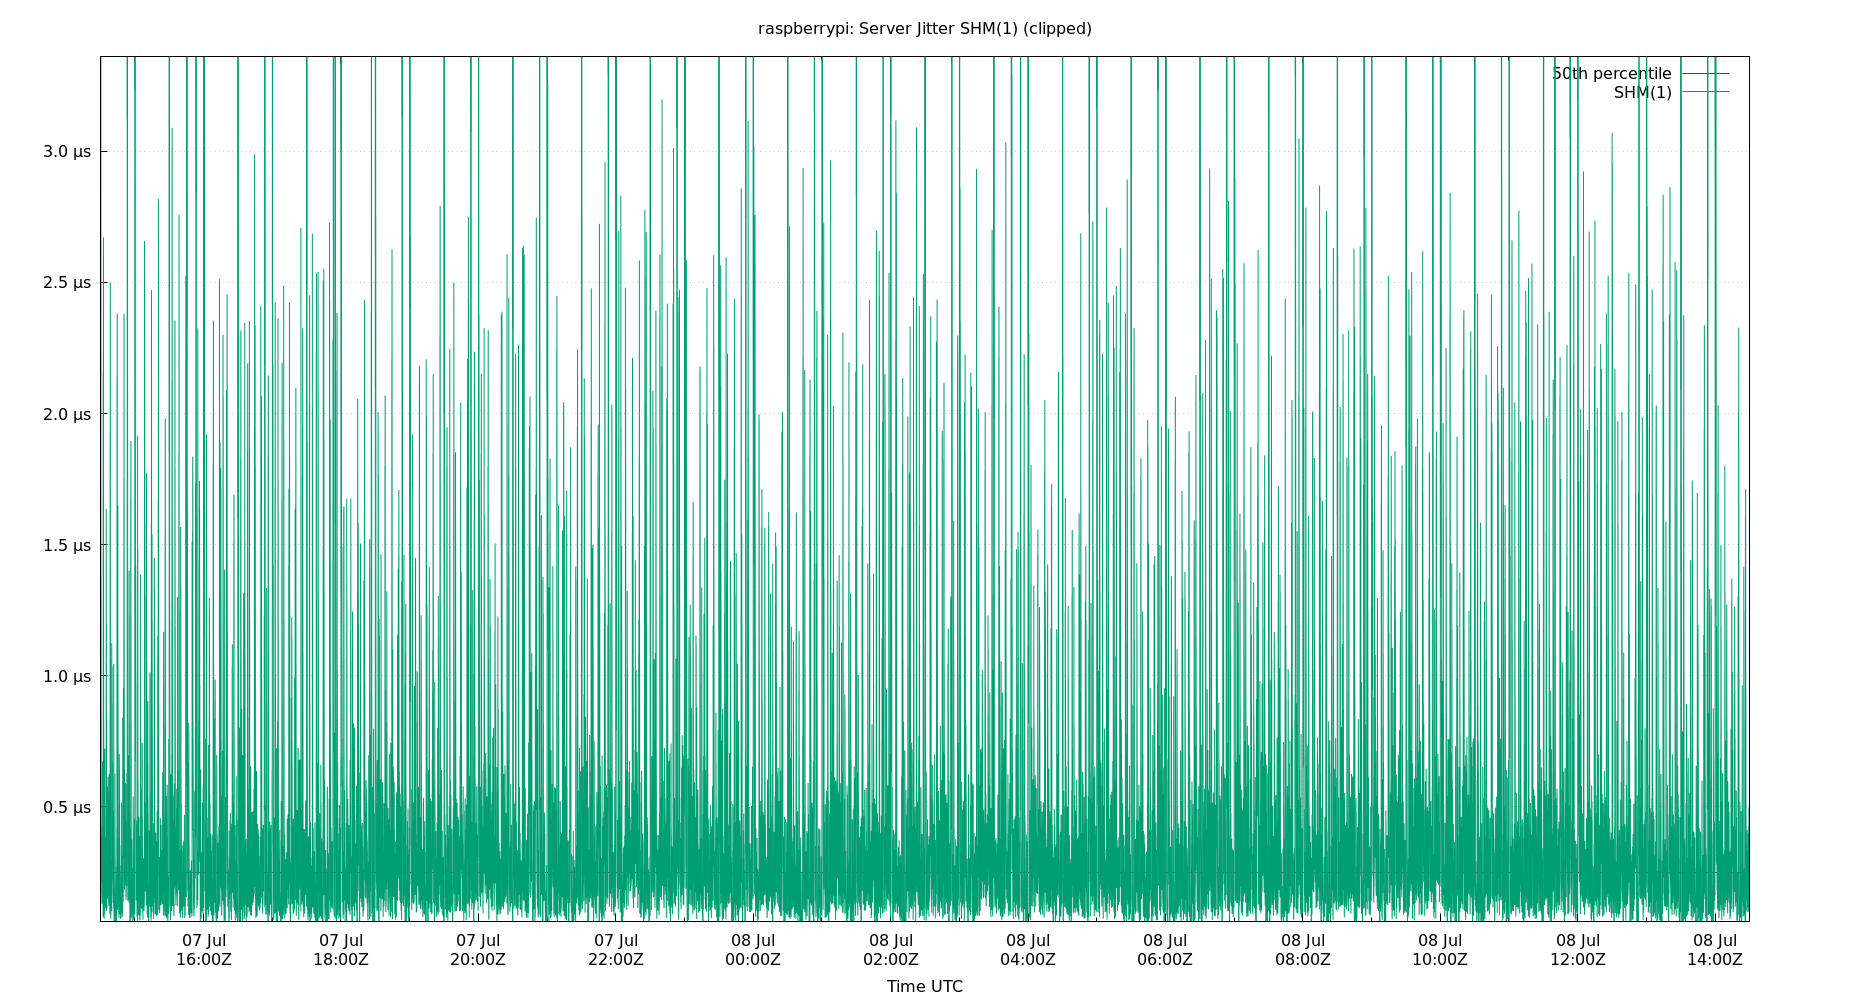 raspberrypi: Server Jitter SHM(1) (clipped)
50th percentile
SHM(1)
3.0 µs
2.5 µs
2.0 µs
1.5 µs
1.0 µs
0.5 µs
07 Jul 07 Jul 07 Jul 07 Jul 08 Jul 08 Jul 08 Jul 08 Jul 08 Jul 08 Jul 08 Jul 08 Jul
16:00Z 18:00Z 20:00Z 22:00Z 00:00Z 02:00Z 04:00Z 06:00Z 08:00Z 10:00Z 12:00Z 14:00Z
Time UTC